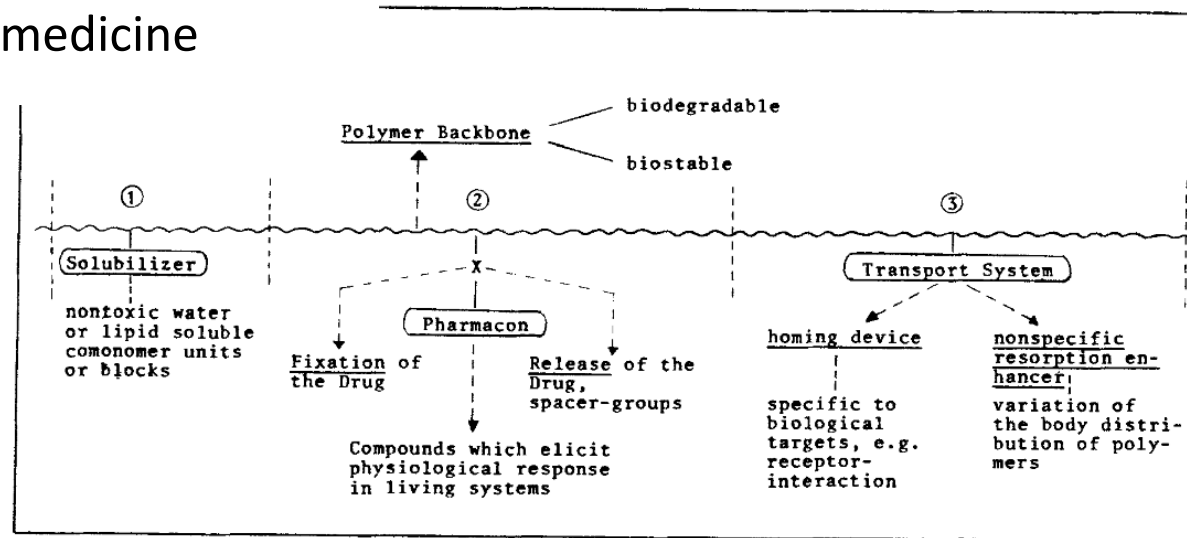 medicine
Polymer Backbone
biodegradable
biostable
①
②
③
Solubilizer
nontoxic water
or lipid soluble
comonomer units
or blocks
X
Pharmacon
Fixation of
the Drug
Release of the
Drug,
spacer-groups
Compounds which elicit
physiological response
in living systems
Transport System
homing device
specific to
biological
targets, e.g.
receptor-
interaction
nonspecific
resorption en-
hancer
variation of
the body distri-
bution of poly-
mers